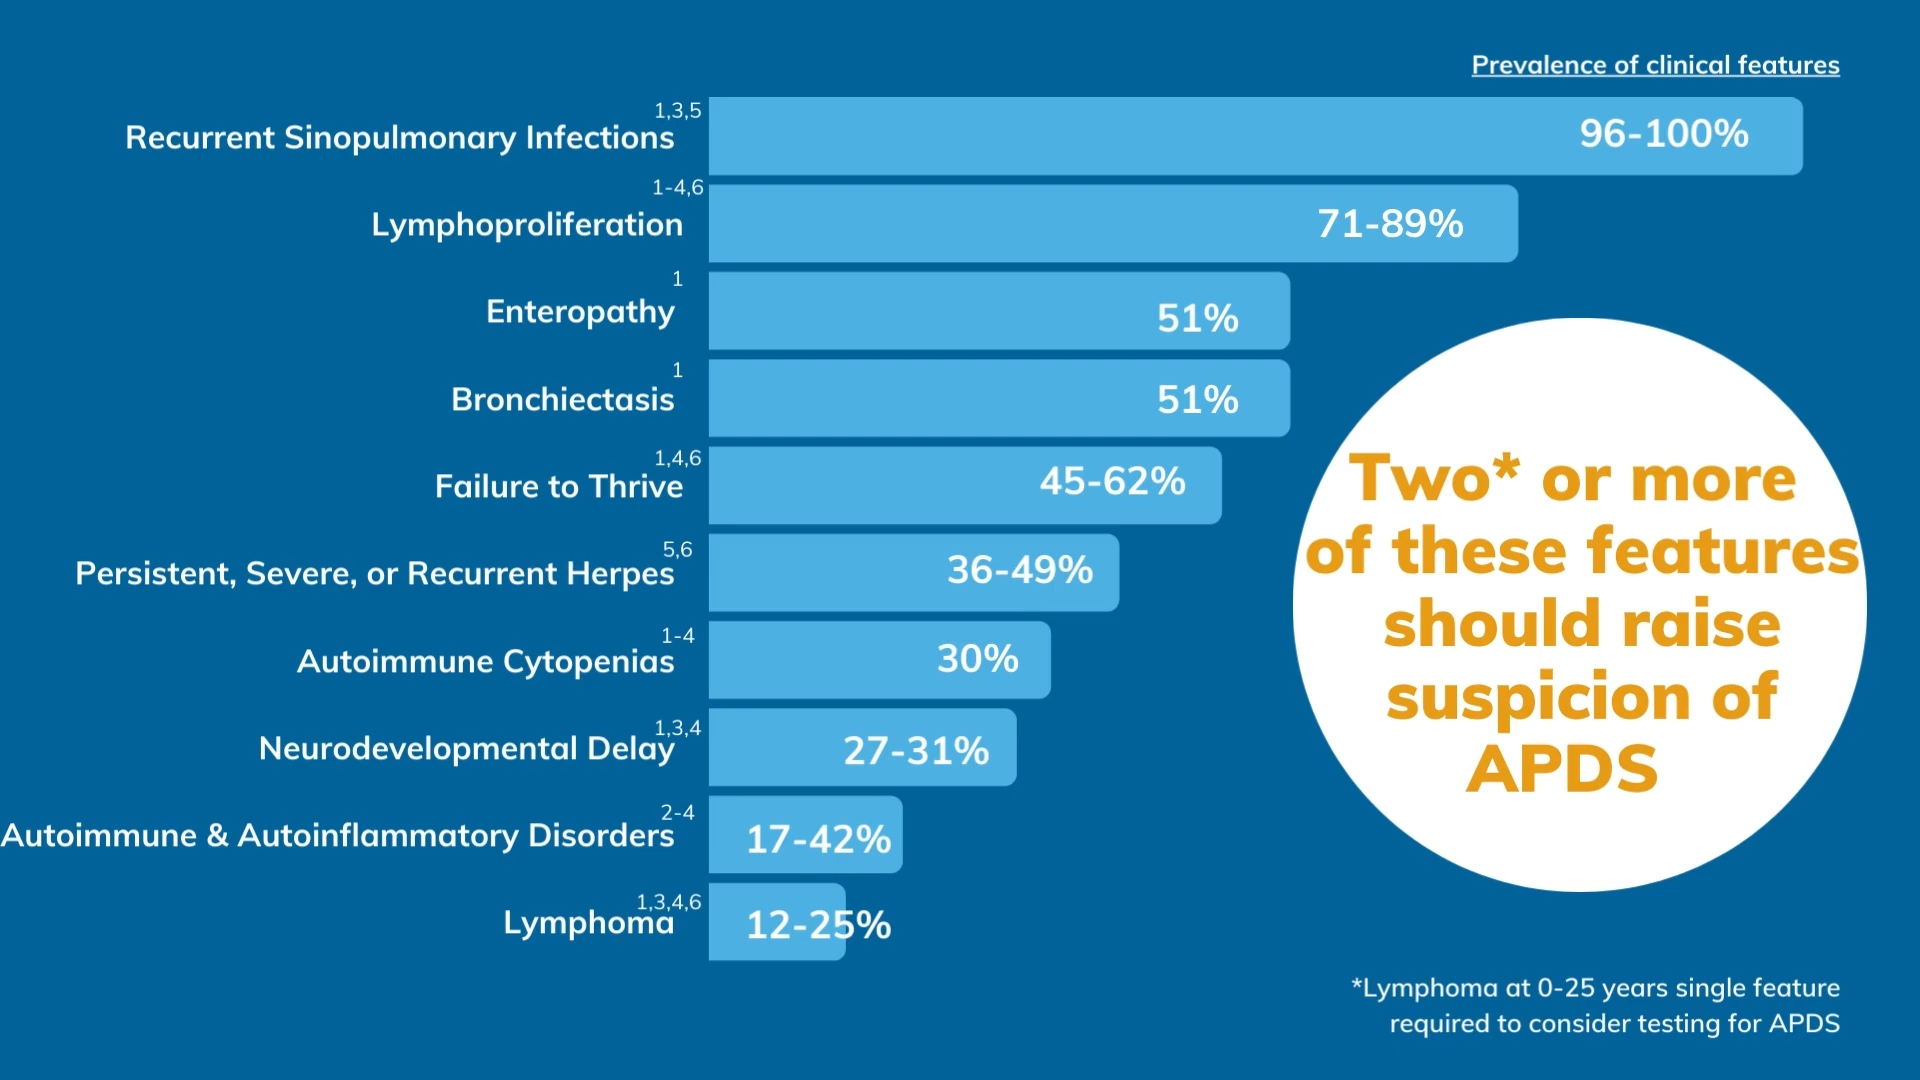 Prevalence of clinical features
Recurrent Sinopulmonary Infections 1,3,5 96-100%
Lymphoproliferation 1-4,6 71-89%
Enteropathy 1 51%
Bronchiectasis 1 51%
Failure to Thrive 1,4,6 45-62%
Persistent, Severe, or Recurrent Herpes 5,6 36-49%
Autoimmune Cytopenias 1-4 30%
Neurodevelopmental Delay 1,3,4 27-31%
Autoimmune & Autoinflammatory Disorders 2-4 17-42%
Lymphoma 1,3,4,6 12-25%
Two* or more
of these features
should raise
suspicion of
APDS
*Lymphoma at 0-25 years single feature
required to consider testing for APDS